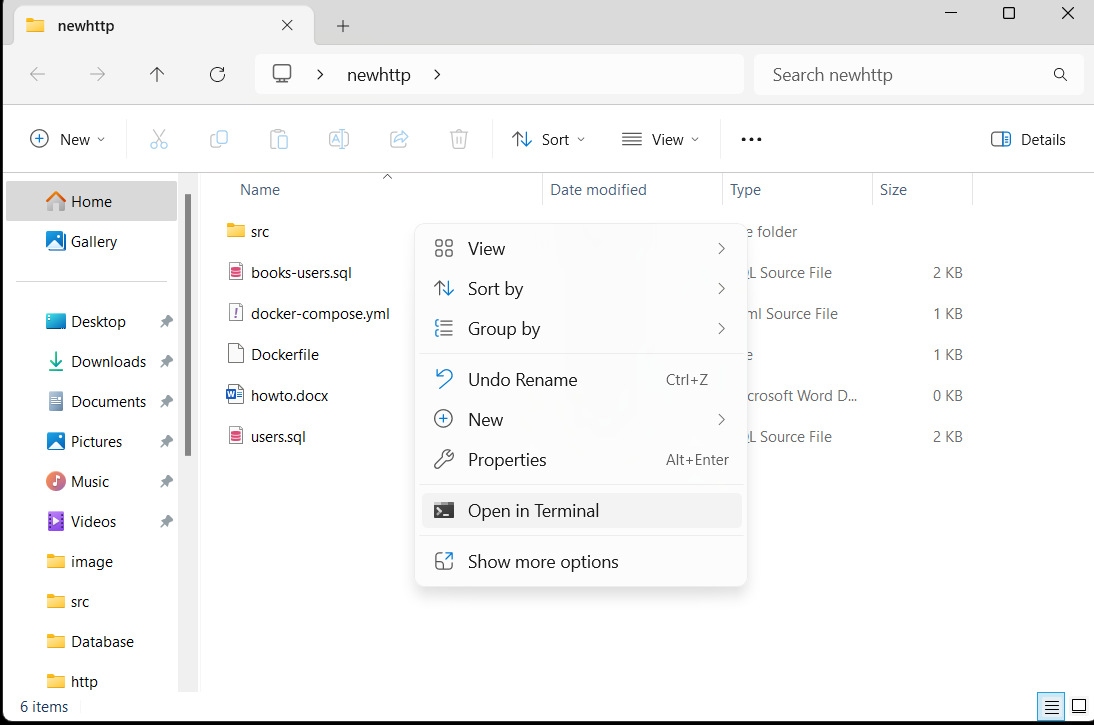 newhttp
newhttp
Search newhttp
New
Sort
View
Details
Name
Date modified
Type
Size
Home
Gallery
Desktop
Downloads
Documents
Pictures
Music
Videos
image
src
Database
http
src
e folder
books-users.sql
L Source File
2 KB
docker-compose.yml
ml Source File
1 KB
Dockerfile
e
1 KB
howto.docx
crosoft Word D...
0 KB
users.sql
L Source File
2 KB
View
Sort by
Group by
Undo Rename Ctrl+Z
New
Properties Alt+Enter
Open in Terminal
Show more options
6 items